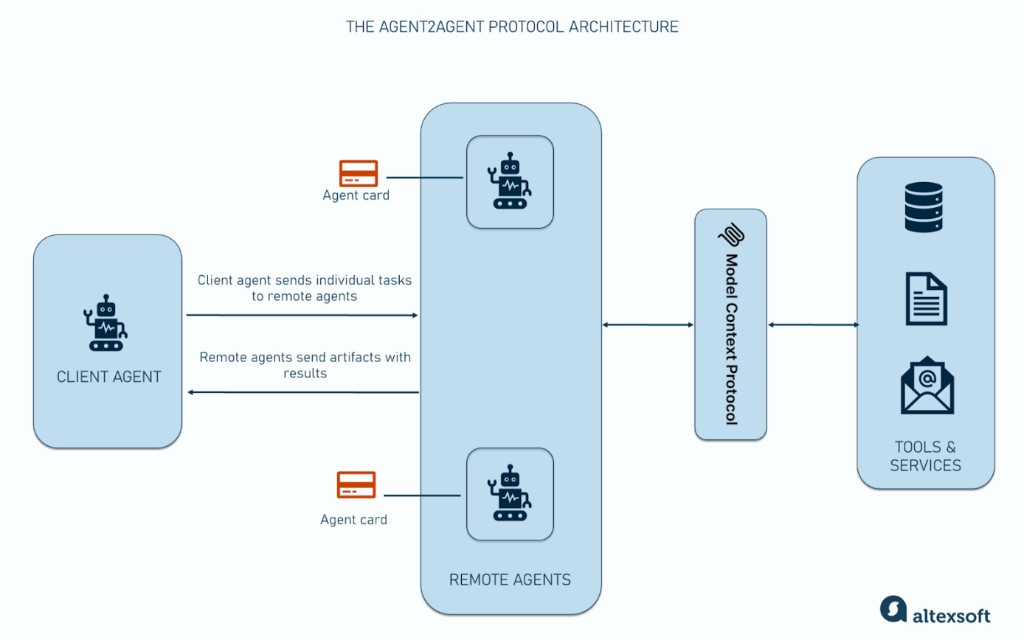 THE AGENT2AGENT PROTOCOL ARCHITECTURE
Agent card
Client agent sends individual tasks
to remote agents
Remote agents send artifacts with
results
CLIENT AGENT
Agent card
REMOTE AGENTS
Model Context Protocol
@
TOOLS &
SERVICES
altexsoft